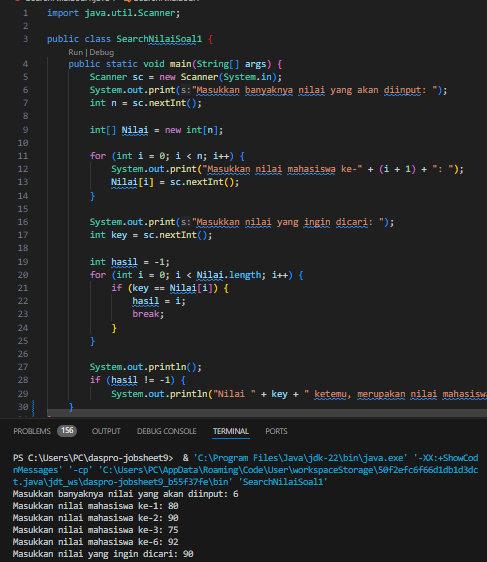 1 import java.util.Scanner;
2
3 public class SearchNilaiSoal1 {
Run | Debug
4 public static void main(String[] args) {
5 Scanner sc = new Scanner(System.in);
6 System.out.print(s:"Masukkan banyaknya nilai yang akan diinput: ");
7 int n = sc.nextInt();
8
9 int[] Nilai = new int[n];
10
11 for (int i = 0; i < n; i++) {
12 System.out.print("Masukkan nilai mahasiswa ke-" + (i + 1) + ": ");
13 Nilai[i] = sc.nextInt();
14 }
15
16 System.out.print(s:"Masukkan nilai yang ingin dicari: ");
17 int key = sc.nextInt();
18
19 int hasil = -1;
20 for (int i = 0; i < Nilai.length; i++) {
21 if (key == Nilai[i]) {
22 hasil = i;
23 break;
24 }
25 }
26
27 System.out.println();
28 if (hasil != -1) {
29 System.out.println("Nilai " + key + " ketemu, merupakan nilai mahasisw
30 }
PROBLEMS 156 OUTPUT DEBUG CONSOLE TERMINAL PORTS
PS C:\Users\PC\daspro-jobsheet9> & 'C:\Program Files\Java\jdk-22\bin\java.exe' '-XX:+ShowCod
nMessages' '-cp' 'C:\Users\PC\AppData\Roaming\Code\User\workspaceStorage\50f2efc6f66d1db1d3dc
t.java\jdt_ws\daspro-jobsheet9_b55f37fe\bin' 'SearchNilaiSoal1'
Masukkan banyaknya nilai yang akan diinput: 6
Masukkan nilai mahasiswa ke-1: 80
Masukkan nilai mahasiswa ke-2: 90
Masukkan nilai mahasiswa ke-3: 75
Masukkan nilai mahasiswa ke-6: 92
Masukkan nilai yang ingin dicari: 90